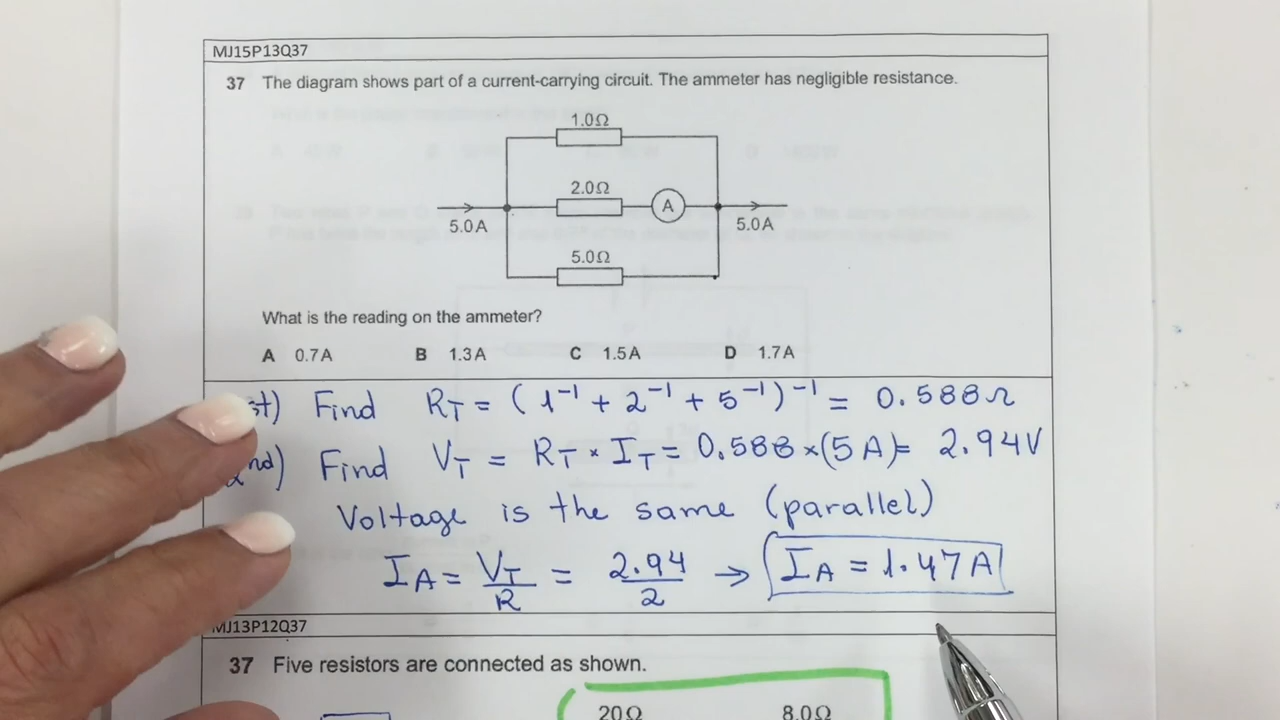 MJ15P13Q37
37 The diagram shows part of a current-carrying circuit. The ammeter has negligible resistance.
1.0Ω
2.0Ω
A
5.0A
5.0A
5.0Ω
What is the reading on the ammeter?
A 0.7A B 1.3A C 1.5A D 1.7A
st) Find R_T = (1⁻¹ + 2⁻¹ + 5⁻¹)⁻¹ = 0.588Ω
2nd) Find V_T = R_T × I_T = 0.588×(5A)= 2.94V
Voltage is the same (parallel)
I_A = V_T/R = 2.94/2 → I_A = 1.47A
MJ13P12Q37
37 Five resistors are connected as shown.
20Ω 8.0Ω